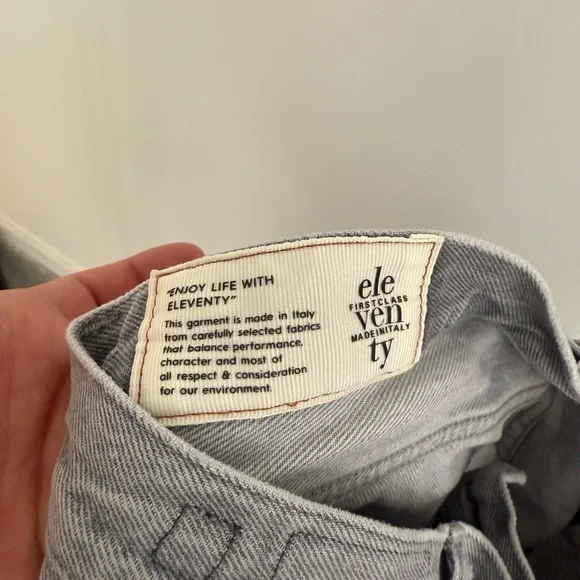 "ENJOY LIFE WITH
ELEVENTY"
This garment is made in Italy
from carefully selected fabrics
that balance performance,
character and most of
all respect & consideration
for our environment.
ele
FIRSTCLASS
ven
MADEINITALY
ty